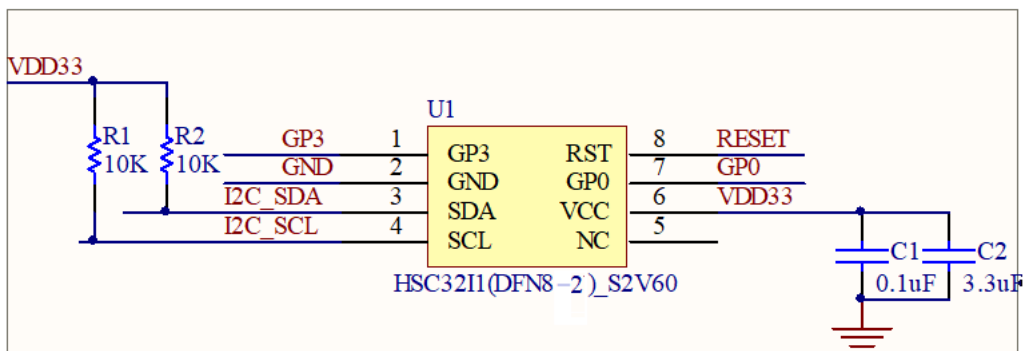 VDD33
U1
R1
10K
R2
10K
GP3 1 GP3 RST 8 RESET
GND 2 GND GP0 7 GP0
I2C_SDA 3 SDA VCC 6 VDD33
I2C_SCL 4 SCL NC 5
HSC32I1(DFN8-2)_S2V60
C1
0.1uF
C2
3.3uF